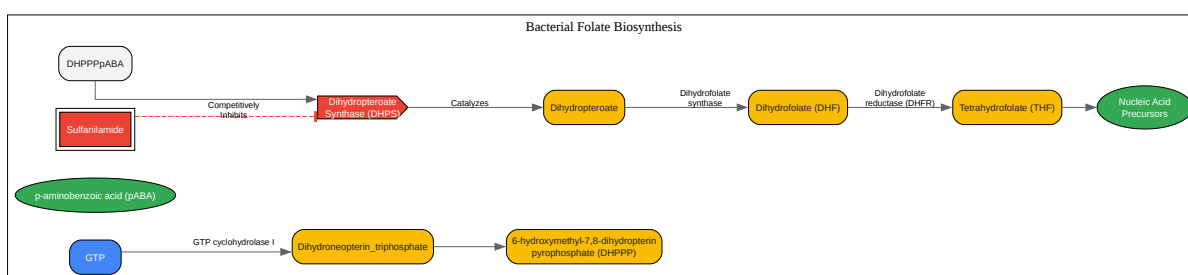 Bacterial Folate Biosynthesis
DHPPPpABA
Competitively
Inhibits
Sulfanilamide
Dihydropteroate
Synthase (DHPS)
Catalyzes
Dihydropteroate
Dihydrofolate
synthase
Dihydrofolate (DHF)
Dihydrofolate
reductase (DHFR)
Tetrahydrofolate (THF)
Nucleic Acid
Precursors
p-aminobenzoic acid (pABA)
GTP
GTP cyclohydrolase I
Dihydroneopterin_triphosphate
6-hydroxymethyl-7,8-dihydropterin
pyrophosphate (DHPPP)